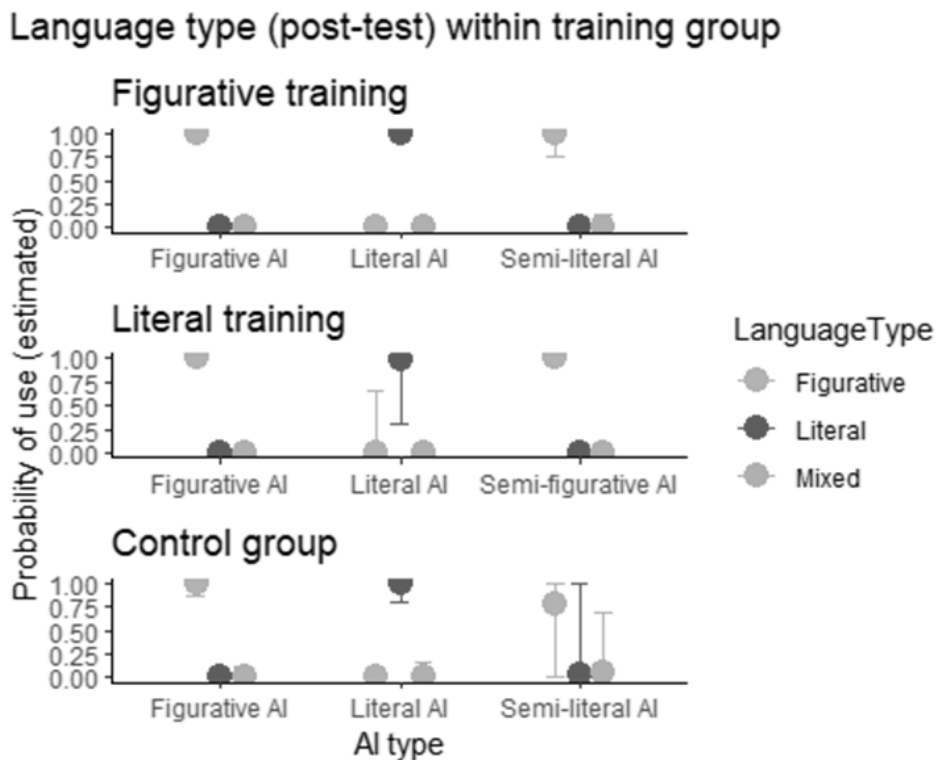 Language type (post-test) within training group
Figurative training
1.00
0.75
0.50
0.25
0.00
Figurative AI
Literal AI
Semi-literal AI
Literal training
1.00
0.75
0.50
0.25
0.00
Figurative AI
Literal AI
Semi-figurative AI
Control group
1.00
0.75
0.50
0.25
0.00
Figurative AI
Literal AI
Semi-literal AI
AI type
Probability of use (estimated)
LanguageType
Figurative
Literal
Mixed